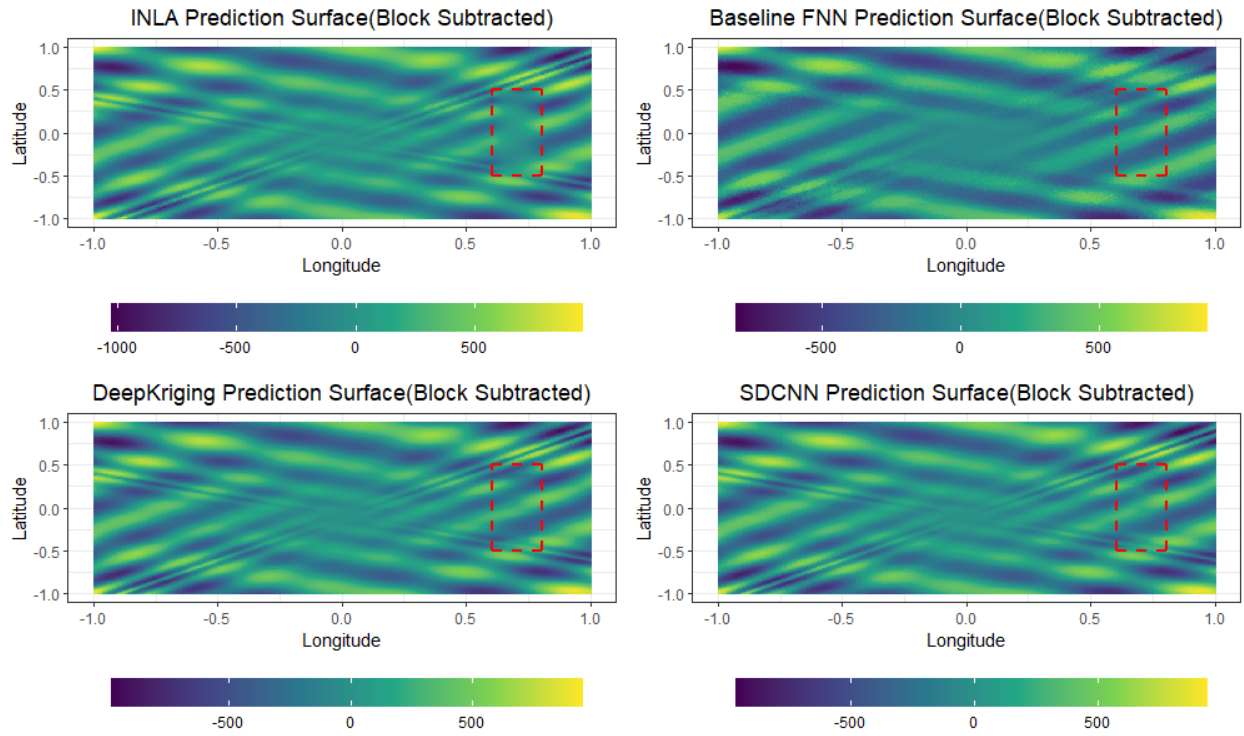 INLA Prediction Surface(Block Subtracted)
1.0
0.5
0.0
-0.5
-1.0
Latitude
-1.0 -0.5 0.0 0.5 1.0
Longitude
-1000 -500 0 500
Baseline FNN Prediction Surface(Block Subtracted)
1.0
0.5
0.0
-0.5
-1.0
Latitude
-1.0 -0.5 0.0 0.5 1.0
Longitude
-500 0 500
DeepKriging Prediction Surface(Block Subtracted)
1.0
0.5
0.0
-0.5
-1.0
Latitude
-1.0 -0.5 0.0 0.5 1.0
Longitude
-500 0 500
SDCNN Prediction Surface(Block Subtracted)
1.0
0.5
0.0
-0.5
-1.0
Latitude
-1.0 -0.5 0.0 0.5 1.0
Longitude
-500 0 500